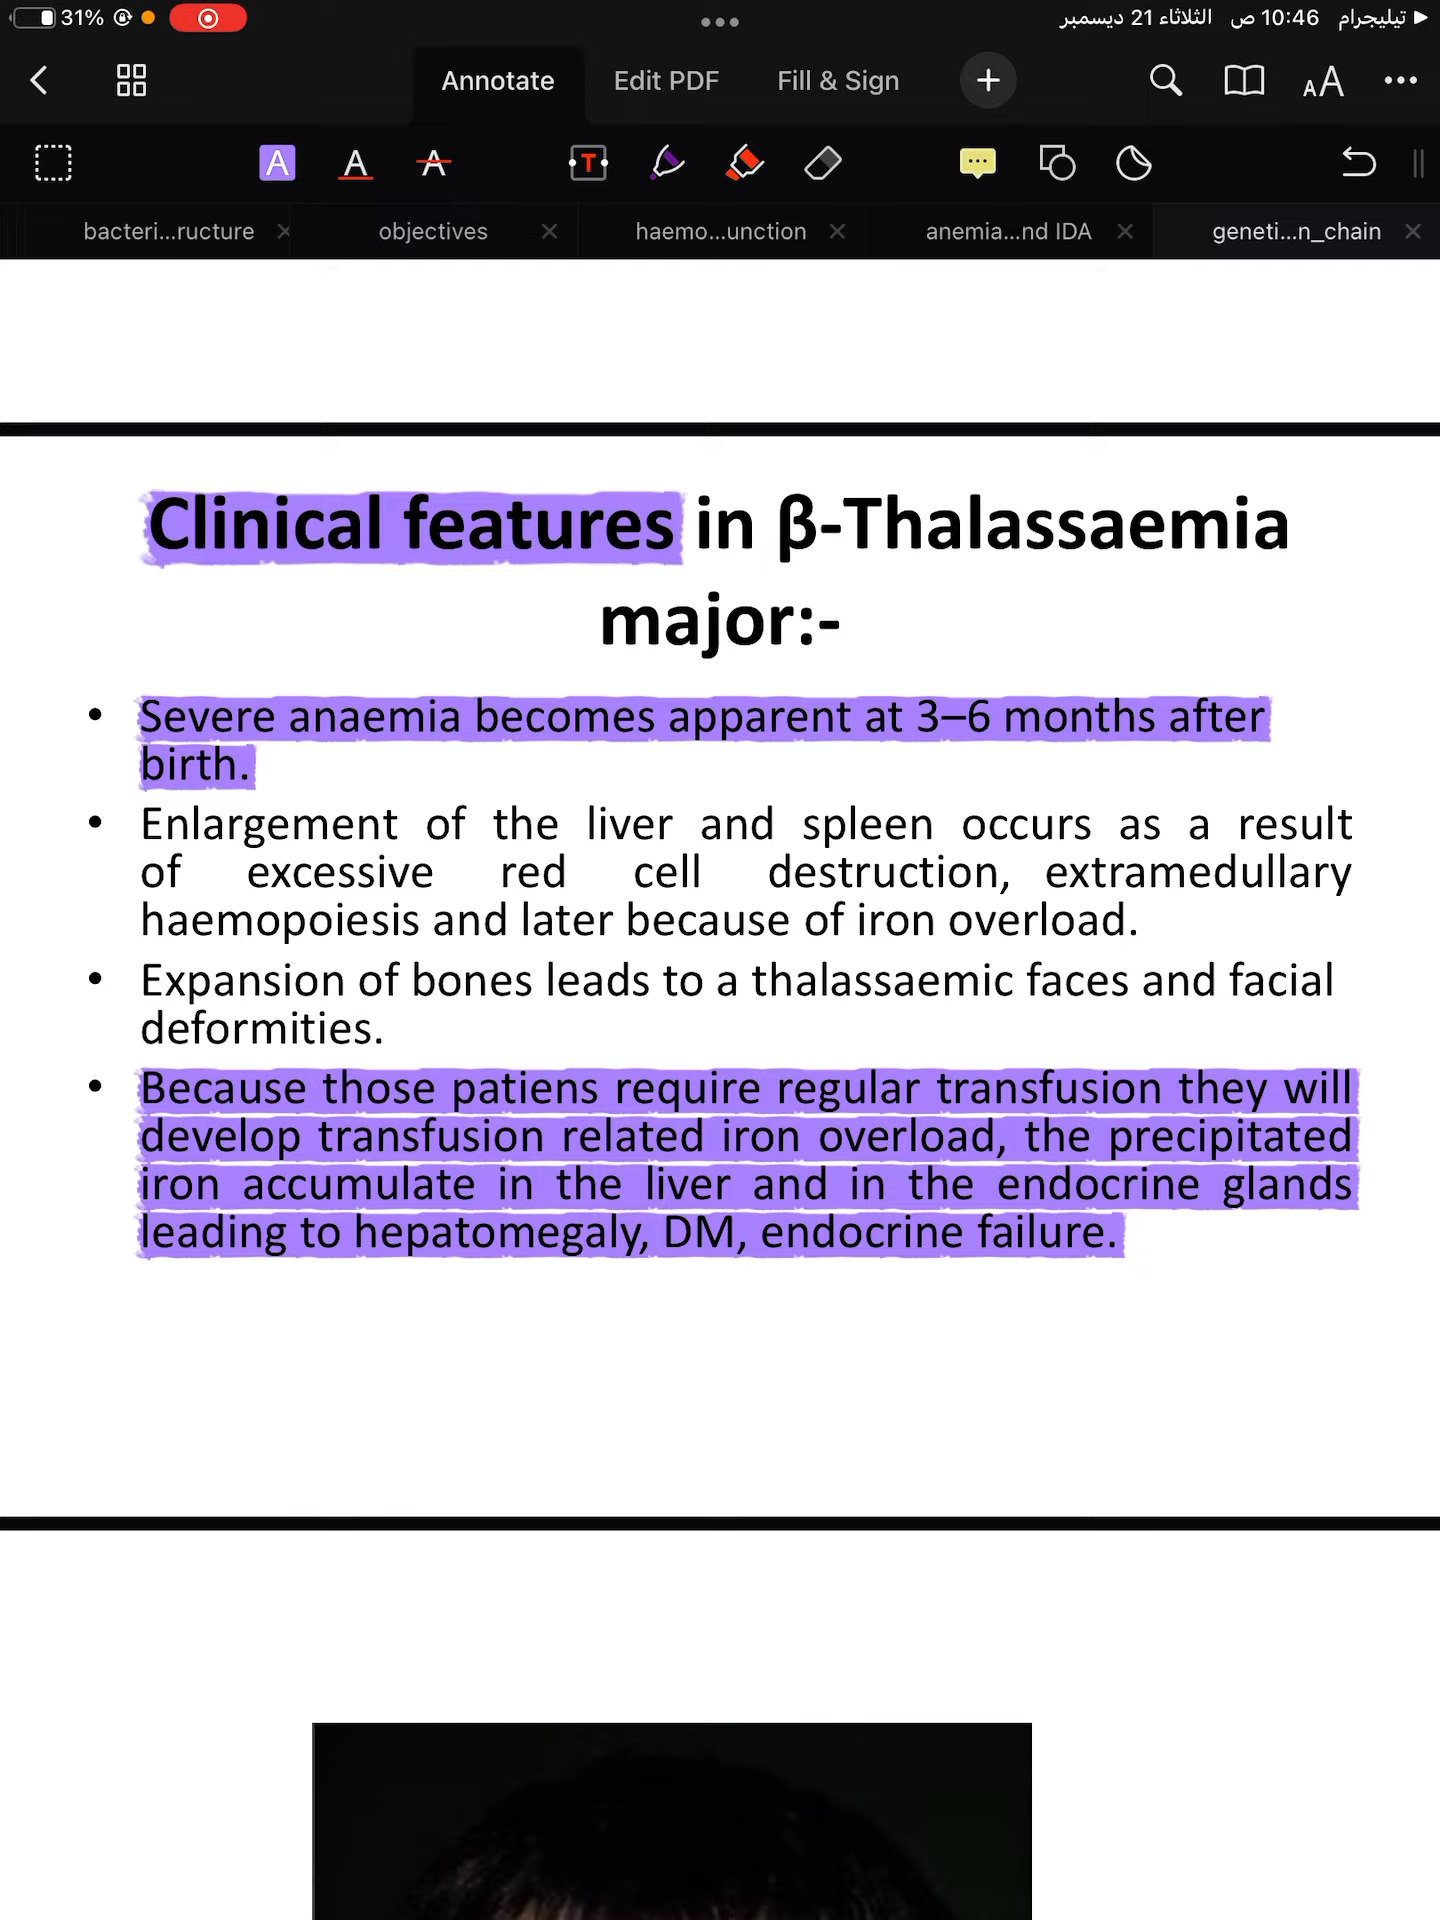 31%
تيليجرام 10:46 ص الثلاثاء 21 ديسمبر
Annotate Edit PDF Fill & Sign
AA
A A A T
bacteri...ructure objectives haemo...unction anemia...nd IDA geneti...n_chain
Clinical features in β-Thalassaemia
major:-
• Severe anaemia becomes apparent at 3–6 months after
birth.
• Enlargement of the liver and spleen occurs as a result
of excessive red cell destruction, extramedullary
haemopoiesis and later because of iron overload.
• Expansion of bones leads to a thalassaemic faces and facial
deformities.
• Because those patiens require regular transfusion they will
develop transfusion related iron overload, the precipitated
iron accumulate in the liver and in the endocrine glands
leading to hepatomegaly, DM, endocrine failure.